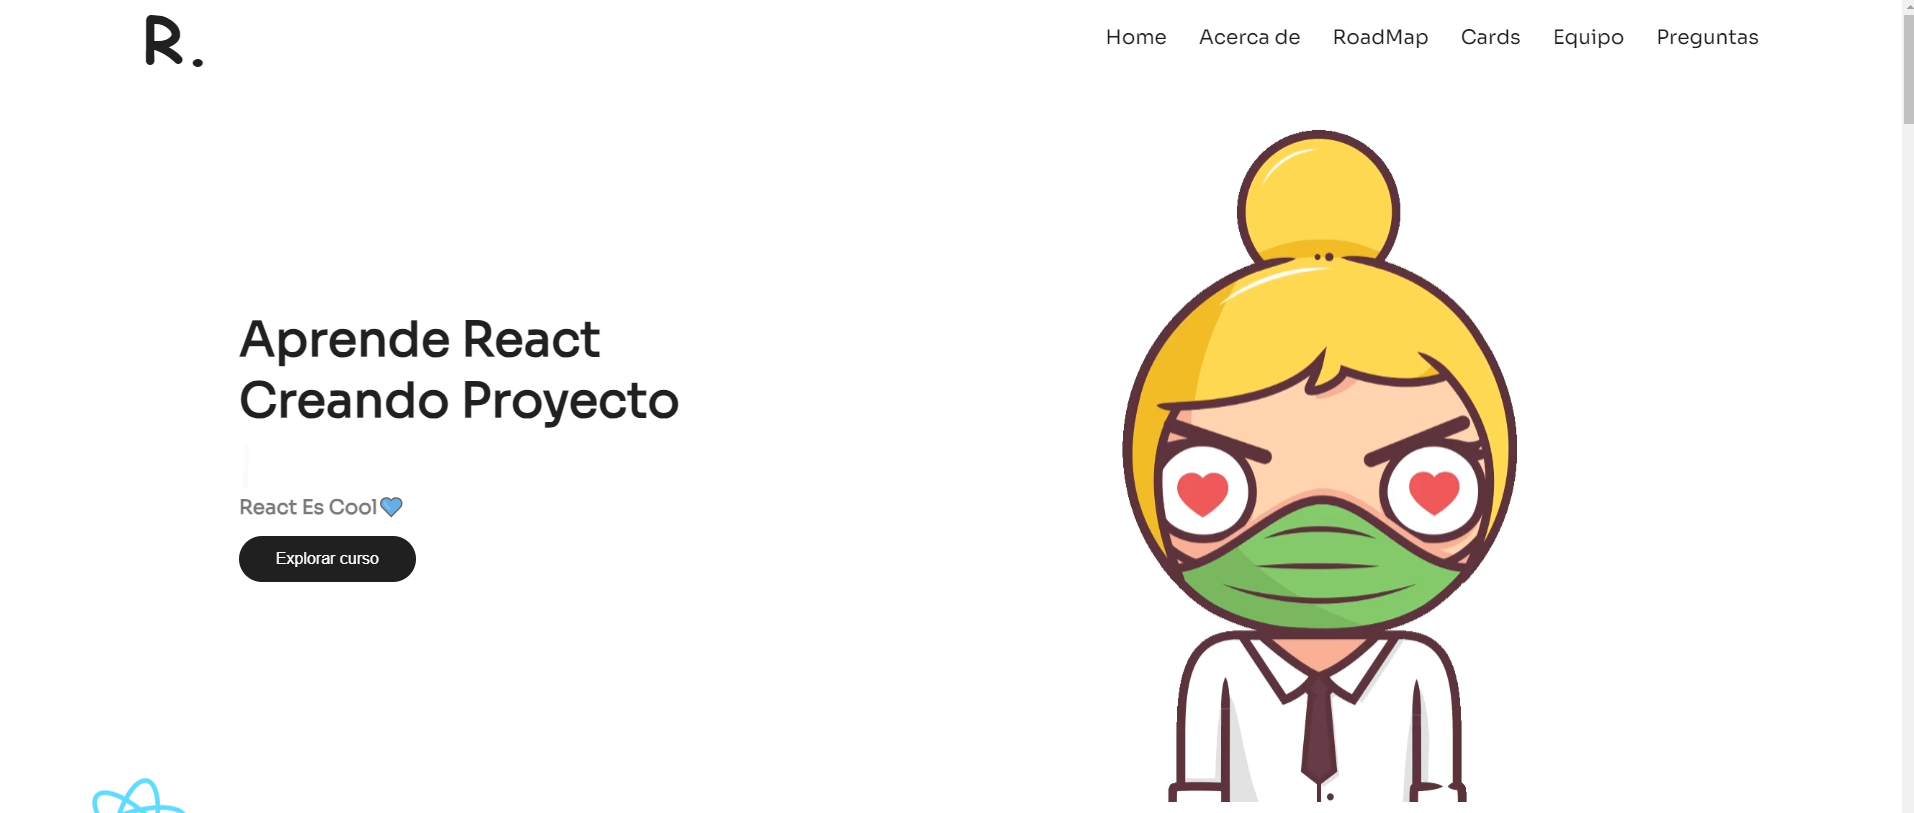 R.
Home Acerca de RoadMap Cards Equipo Preguntas
Aprende React
Creando Proyecto
React Es Cool💙
Explorar curso